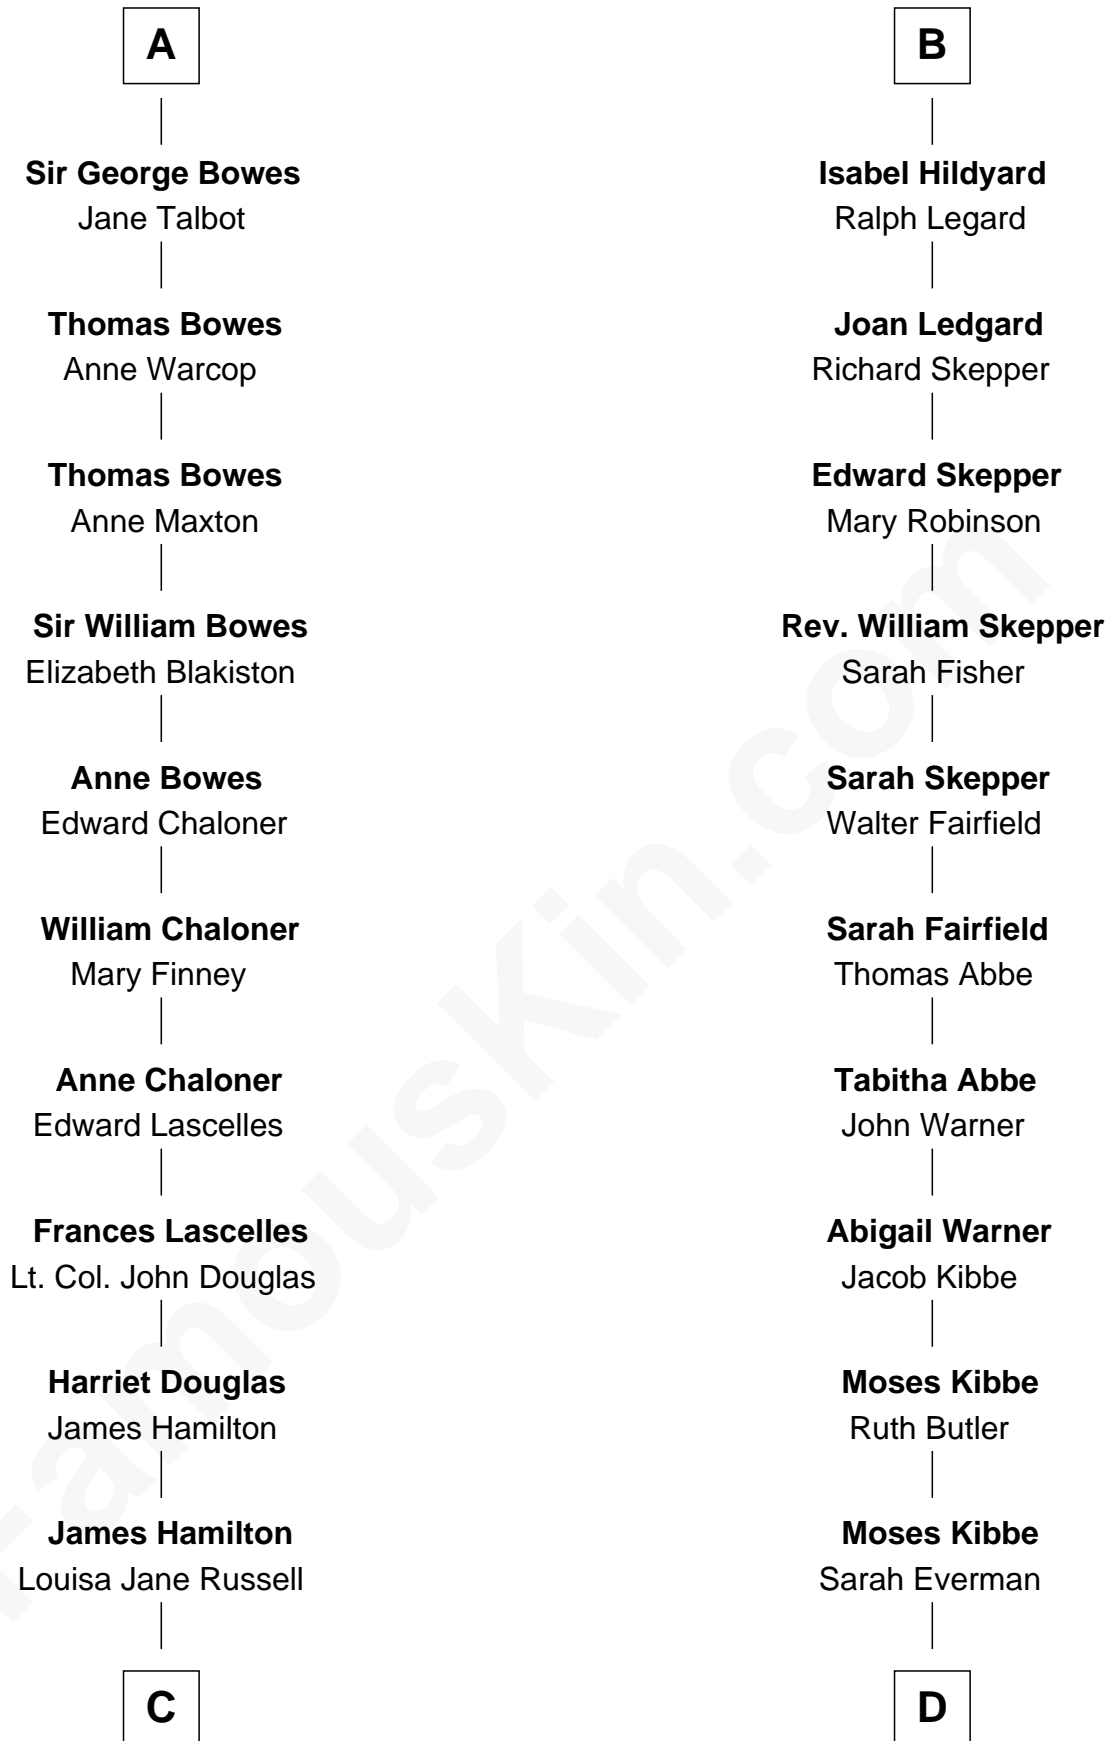 A
Sir George Bowes
Jane Talbot
Thomas Bowes
Anne Warcop
Thomas Bowes
Anne Maxton
Sir William Bowes
Elizabeth Blakiston
Anne Bowes
Edward Chaloner
William Chaloner
Mary Finney
Anne Chaloner
Edward Lascelles
Frances Lascelles
Lt. Col. John Douglas
Harriet Douglas
James Hamilton
James Hamilton
Louisa Jane Russell
C
B
Isabel Hildyard
Ralph Legard
Joan Ledgard
Richard Skepper
Edward Skepper
Mary Robinson
Rev. William Skepper
Sarah Fisher
Sarah Skepper
Walter Fairfield
Sarah Fairfield
Thomas Abbe
Tabitha Abbe
John Warner
Abigail Warner
Jacob Kibbe
Moses Kibbe
Ruth Butler
Moses Kibbe
Sarah Everman
D
FamousKin.com